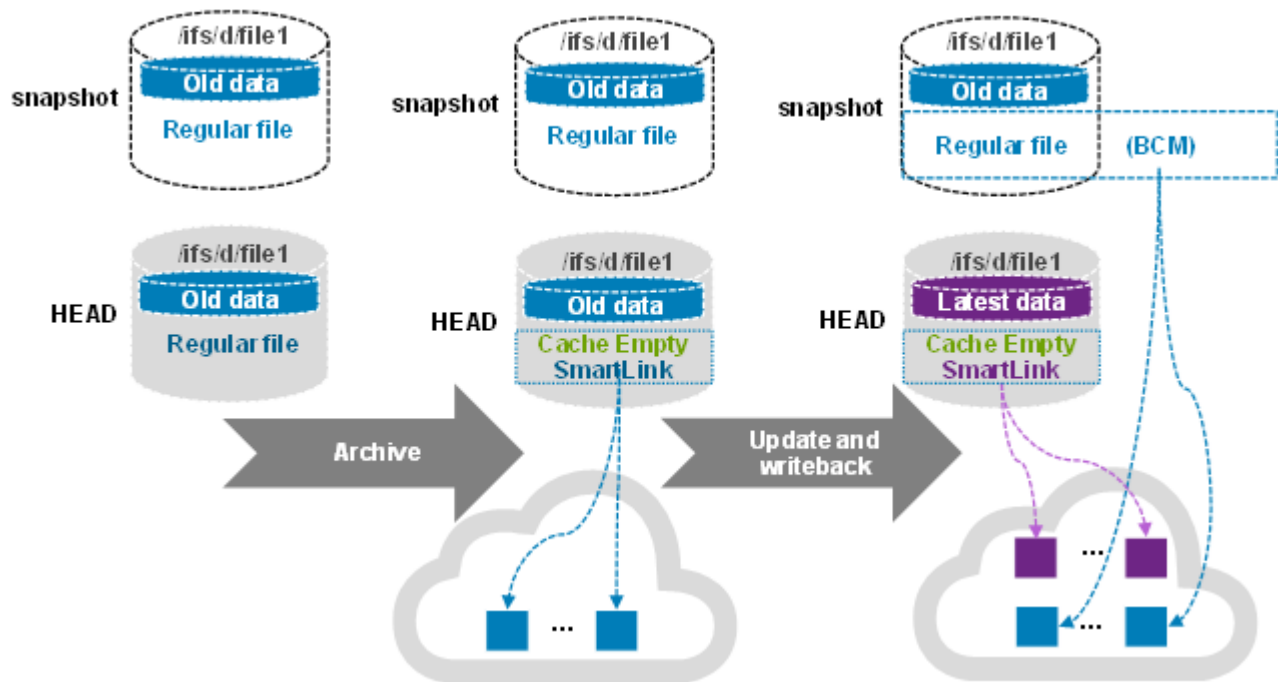 /ifs/d/file1
Old data
snapshot
Regular file
/ifs/d/file1
Old data
snapshot
Regular file
/ifs/d/file1
Old data
snapshot
Regular file (BCM)
/ifs/d/file1
Old data
HEAD
Regular file
/ifs/d/file1
Old data
HEAD
Cache Empty
SmartLink
/ifs/d/file1
Latest data
HEAD
Cache Empty
SmartLink
Archive
Update and
writeback
...
...
...